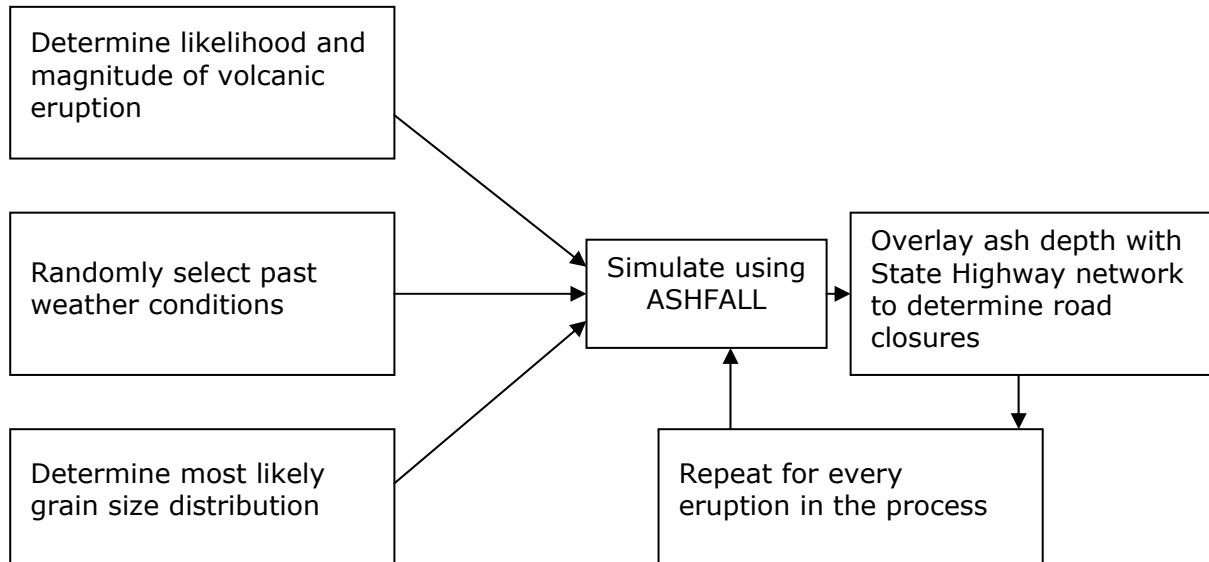 Determine likelihood and
magnitude of volcanic
eruption
Randomly select past
weather conditions
Determine most likely
grain size distribution
Simulate using
ASHFALL
Overlay ash depth with
State Highway network
to determine road
closures
Repeat for every
eruption in the process